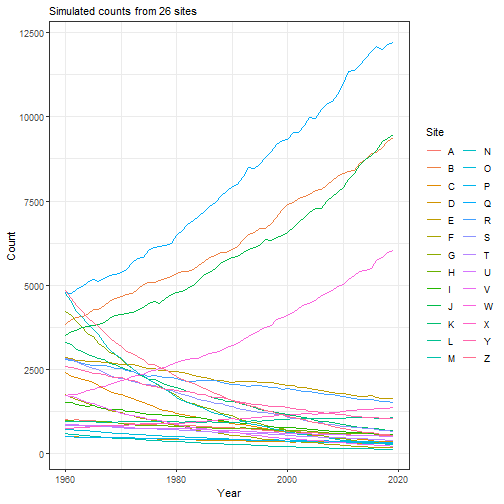 Simulated counts from 26 sites
12500
10000
7500
5000
2500
0
1960
1980
2000
2020
Year
Count
Site
A N
B O
C P
D Q
E R
F S
G T
H U
I V
J W
K X
L Y
M Z